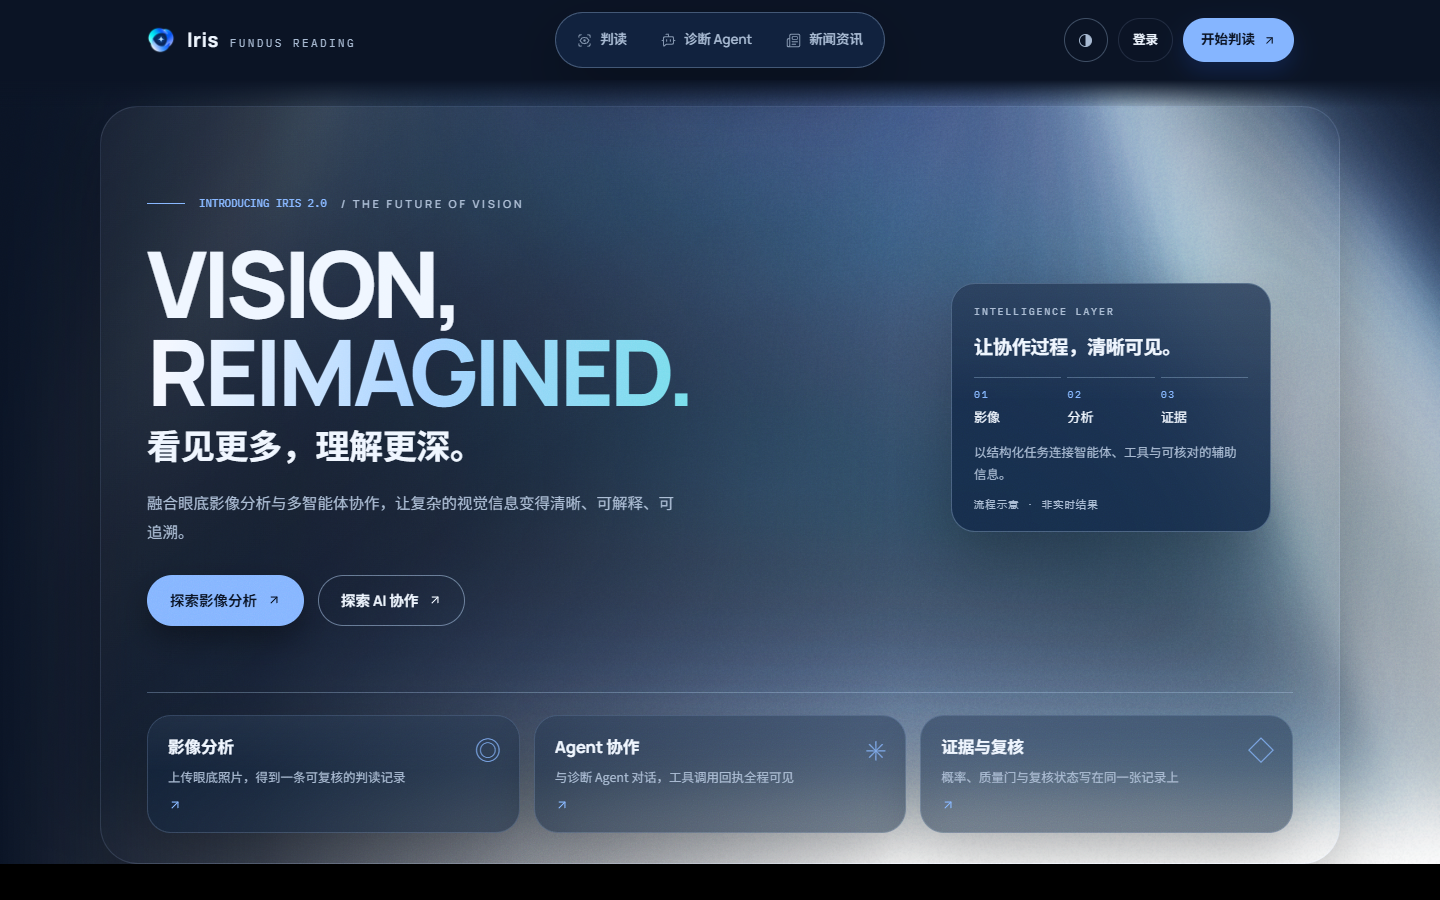 Iris FUNDUS READING
判读
诊断 Agent
新闻资讯
登录
开始判读
INTRODUCING IRIS 2.0 / THE FUTURE OF VISION
VISION,
REIMAGINED.
看见更多，理解更深。
融合眼底影像分析与多智能体协作，让复杂的视觉信息变得清晰、可解释、可
追溯。
探索影像分析
探索 AI 协作
INTELLIGENCE LAYER
让协作过程，清晰可见。
01 02 03
影像 分析 证据
以结构化任务连接智能体、工具与可核对的辅助
信息。
流程示意 · 非实时结果
影像分析
上传眼底照片，得到一条可复核的判读记录
Agent 协作
与诊断 Agent 对话，工具调用回执全程可见
证据与复核
概率、质量门与复核状态写在同一张记录上